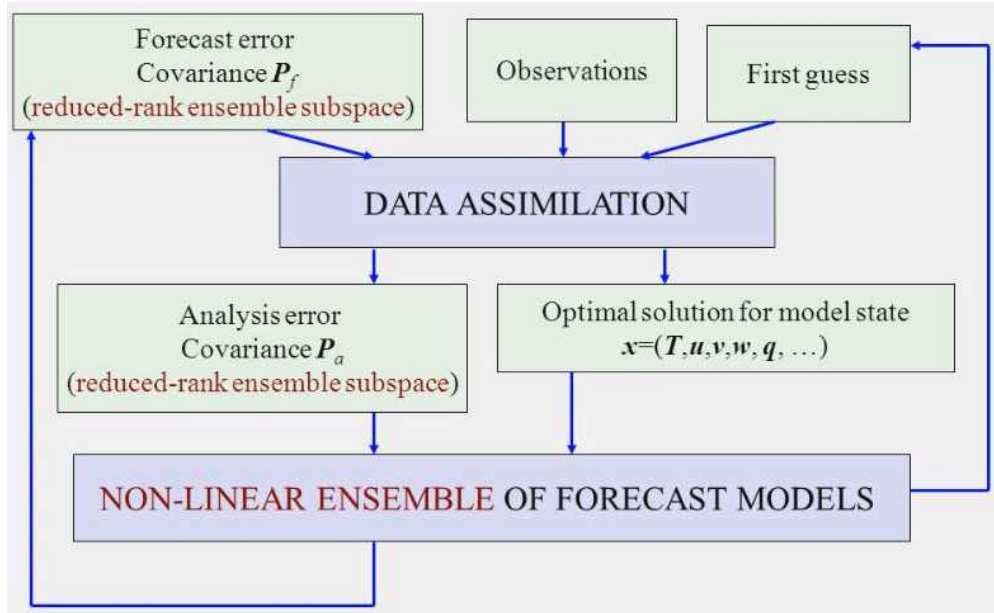 Forecast error
Covariance P_f
(reduced-rank ensemble subspace)
Observations
First guess
DATA ASSIMILATION
Analysis error
Covariance P_a
(reduced-rank ensemble subspace)
Optimal solution for model state
x=(T,u,v,w, q, …)
NON-LINEAR ENSEMBLE OF FORECAST MODELS